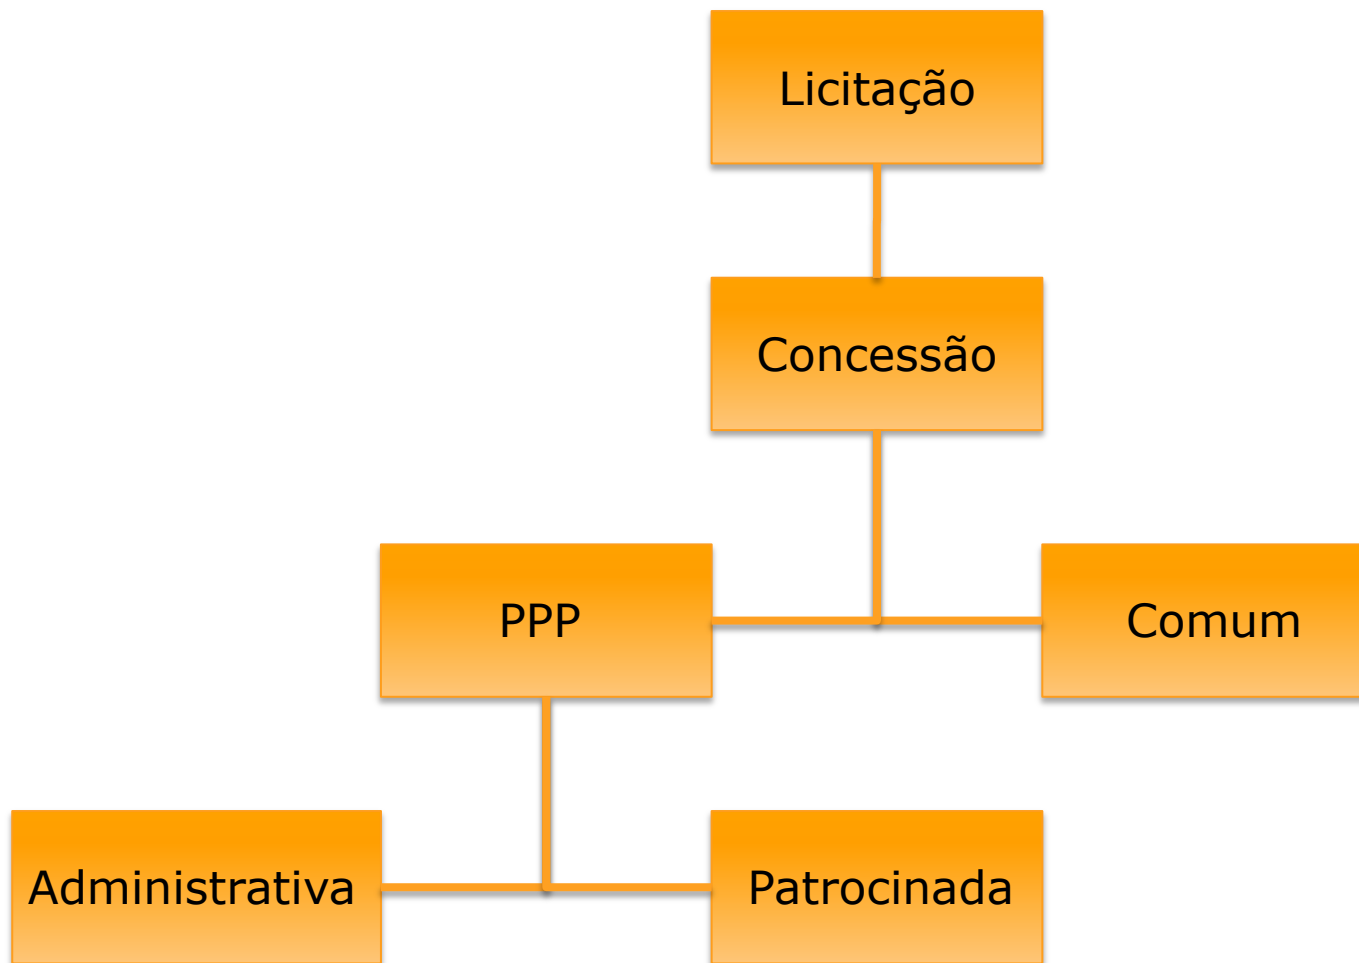 Licitação
Concessão
PPP
Comum
Administrativa
Patrocinada